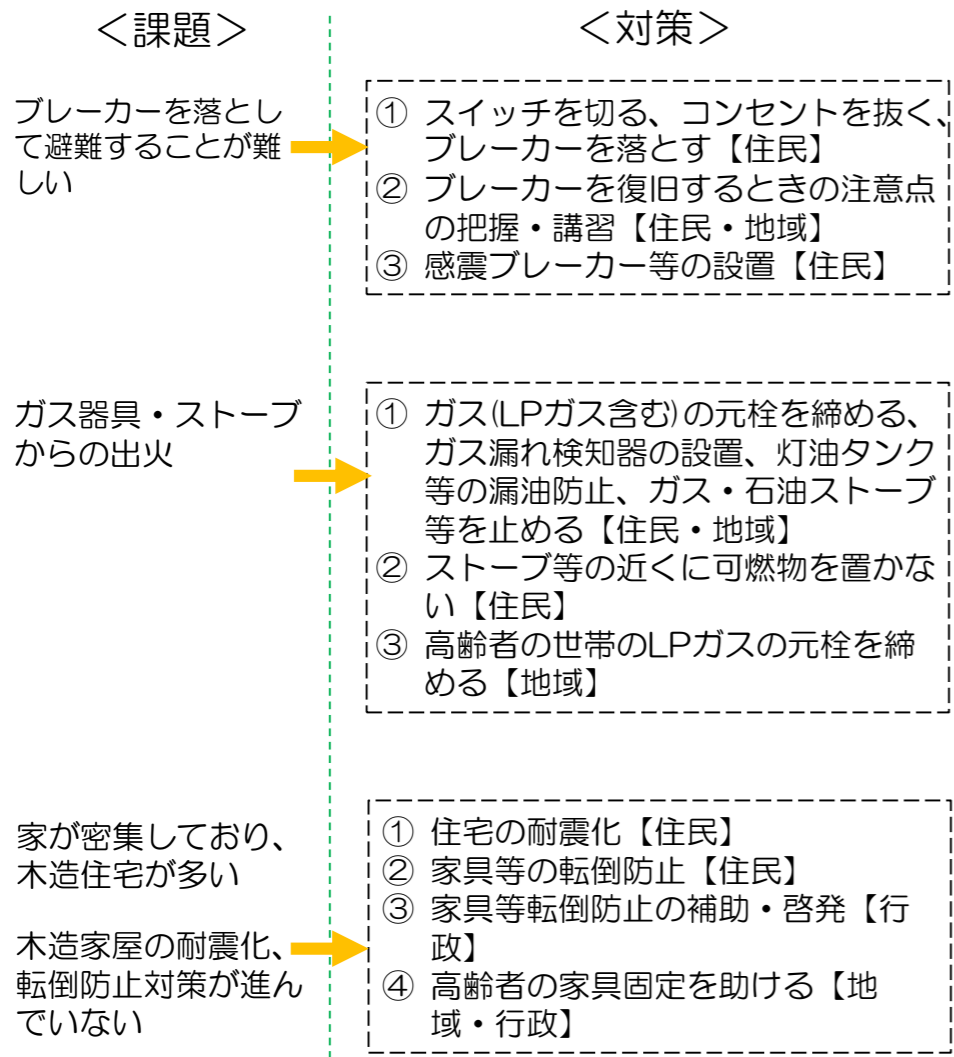 ＜課題＞
＜対策＞
ブレーカーを落とし
て避難することが難
しい
① スイッチを切る、コンセントを抜く、
ブレーカーを落とす【住民】
② ブレーカーを復旧するときの注意点
の把握・講習【住民・地域】
③ 感震ブレーカー等の設置【住民】
ガス器具・ストーブ
からの出火
① ガス(LPガス含む)の元栓を締める、
ガス漏れ検知器の設置、灯油タンク
等の漏油防止、ガス・石油ストーブ
等を止める【住民・地域】
② ストーブ等の近くに可燃物を置かな
い【住民】
③ 高齢者の世帯のLPガスの元栓を締
める【地域】
家が密集しており、
木造住宅が多い
木造家屋の耐震化、
転倒防止対策が進ん
でいない
① 住宅の耐震化【住民】
② 家具等の転倒防止【住民】
③ 家具等転倒防止の補助・啓発【行
政】
④ 高齢者の家具固定を助ける【地
域・行政】